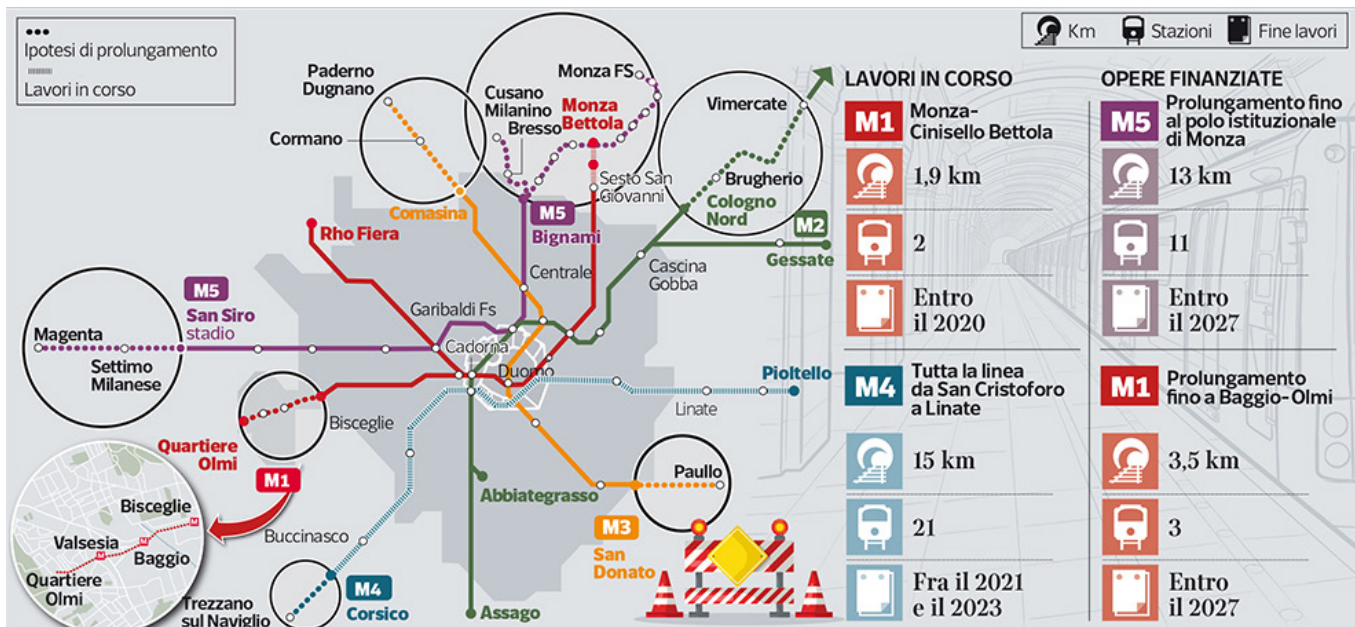 Ipotesi di prolungamento
Lavori in corso
Km
Stazioni
Fine lavori
Paderno
Dugnano
Cormano
Comasina
Cusano
Milanino
Bresso
Monza FS
Monza
Bettola
Sesto San
Giovanni
M5
Bignami
Vimercate
Brugherio
Cologno
Nord
M2
Gessate
Cascina
Gobba
Centrale
Rho Fiera
Garibaldi Fs
M5
San Siro
stadio
Magenta
Settimo
Milanese
Cadorna
Duomo
Pioltello
Linate
Bisceglie
Quartiere
Olmi
M1
Bisceglie
Valsesia
Baggio
Quartiere
Olmi
Buccinasco
Trezzano
sul Naviglio
M4
Corsico
Abbiategrasso
Assago
M3
San
Donato
Paullo
LAVORI IN CORSO
M1
Monza-
Cinisello Bettola
1,9 km
2
Entro
il 2020
M4
Tutta la linea
da San Cristoforo
a Linate
15 km
21
Fra il 2021
e il 2023
OPERE FINANZIATE
M5
Prolungamento fino
al polo istituzionale
di Monza
13 km
11
Entro
il 2027
M1
Prolungamento
fino a Baggio-Olmi
3,5 km
3
Entro
il 2027